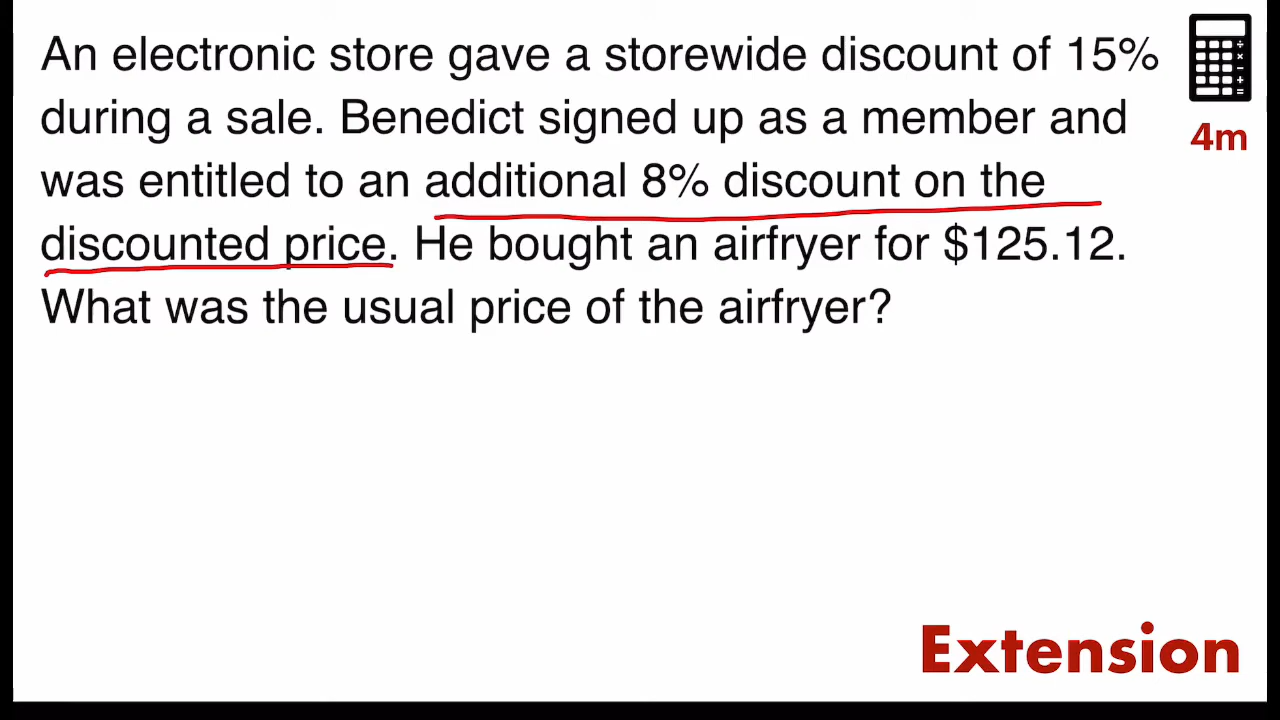 An electronic store gave a storewide discount of 15%
during a sale. Benedict signed up as a member and
was entitled to an additional 8% discount on the
discounted price. He bought an airfryer for $125.12.
What was the usual price of the airfryer?
4m
Extension